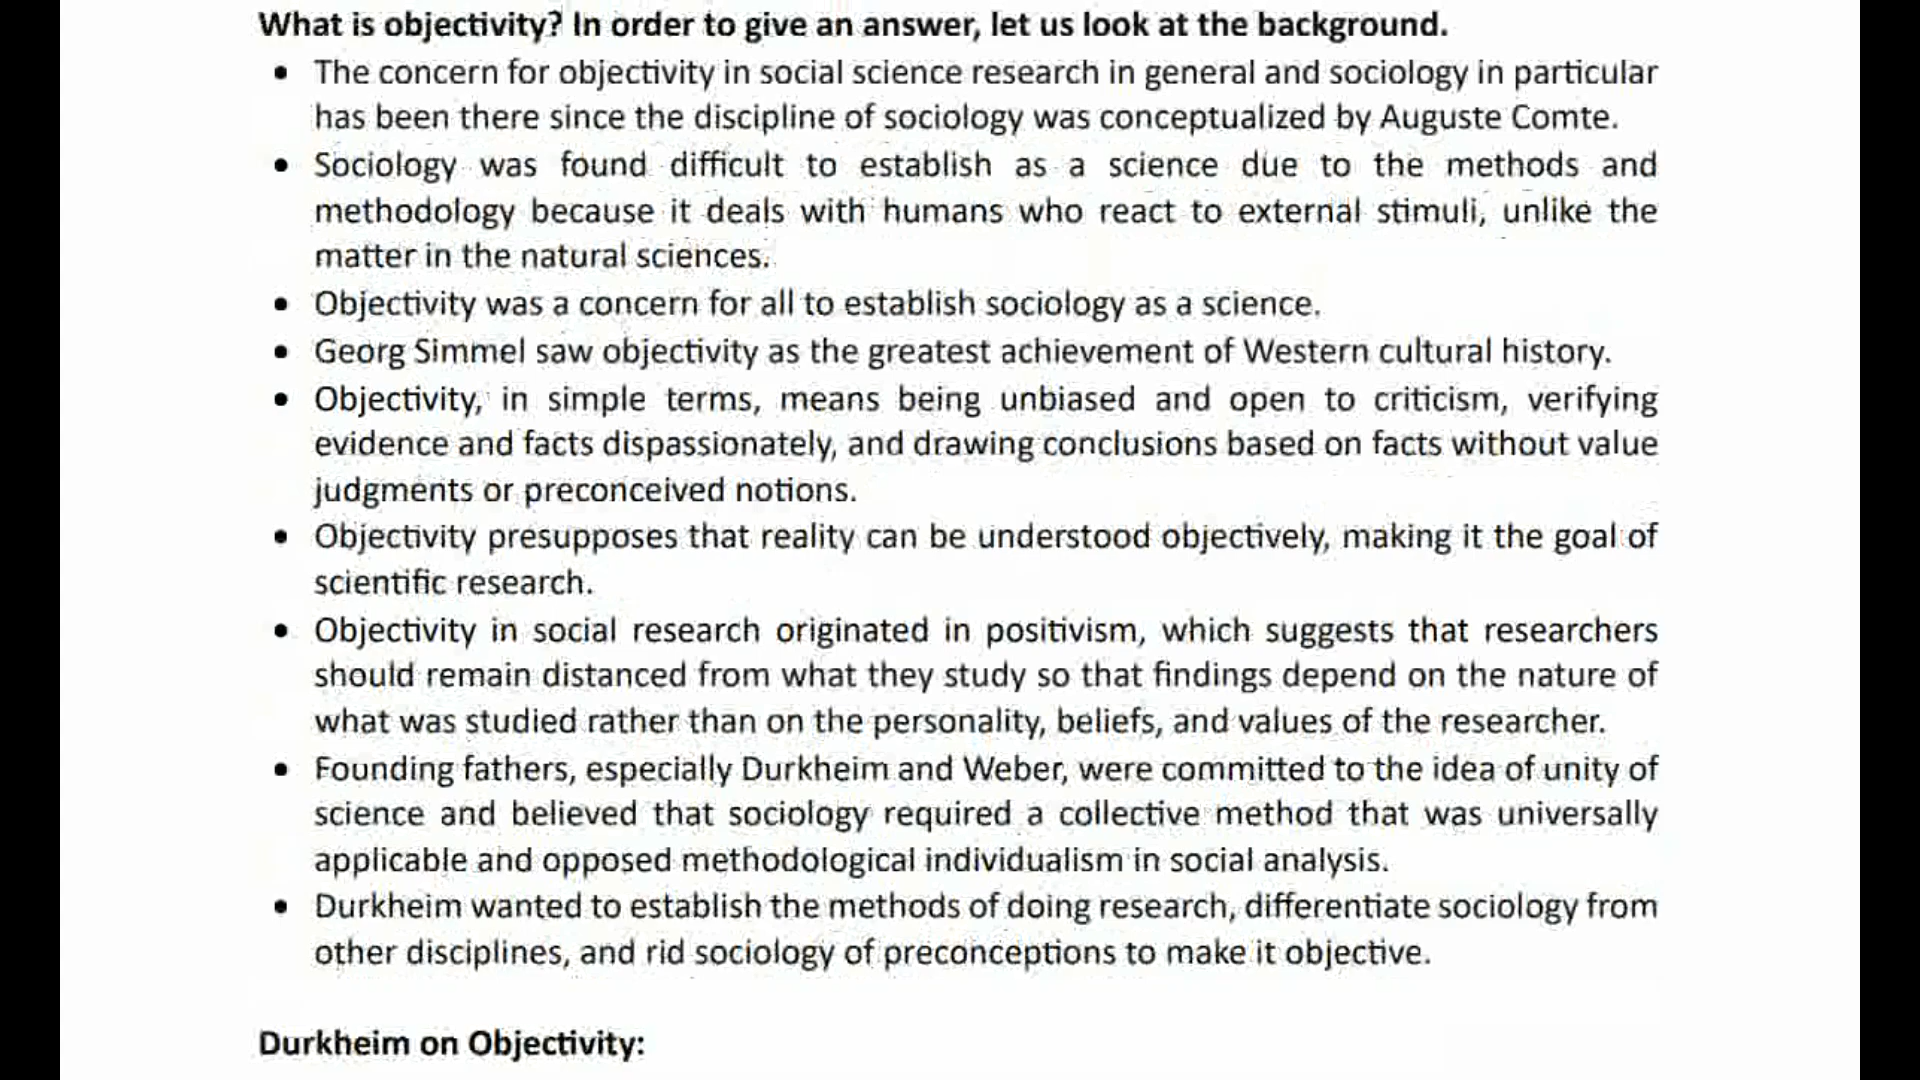 What is objectivity? In order to give an answer, let us look at the background.
• The concern for objectivity in social science research in general and sociology in particular
has been there since the discipline of sociology was conceptualized by Auguste Comte.
• Sociology was found difficult to establish as a science due to the methods and
methodology because it deals with humans who react to external stimuli, unlike the
matter in the natural sciences.
• Objectivity was a concern for all to establish sociology as a science.
• Georg Simmel saw objectivity as the greatest achievement of Western cultural history.
• Objectivity, in simple terms, means being unbiased and open to criticism, verifying
evidence and facts dispassionately, and drawing conclusions based on facts without value
judgments or preconceived notions.
• Objectivity presupposes that reality can be understood objectively, making it the goal of
scientific research.
• Objectivity in social research originated in positivism, which suggests that researchers
should remain distanced from what they study so that findings depend on the nature of
what was studied rather than on the personality, beliefs, and values of the researcher.
• Founding fathers, especially Durkheim and Weber, were committed to the idea of unity of
science and believed that sociology required a collective method that was universally
applicable and opposed methodological individualism in social analysis.
• Durkheim wanted to establish the methods of doing research, differentiate sociology from
other disciplines, and rid sociology of preconceptions to make it objective.
Durkheim on Objectivity: